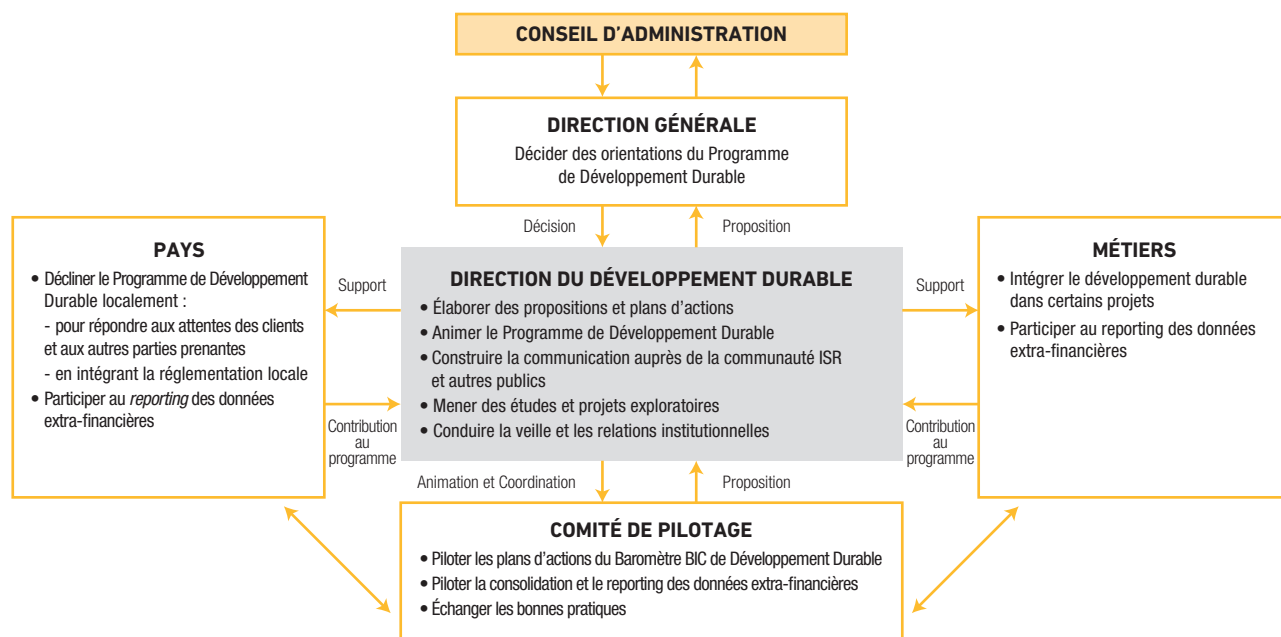 CONSEIL D'ADMINISTRATION
DIRECTION GÉNÉRALE
Décider des orientations du Programme
de Développement Durable
Décision
Proposition
PAYS
• Décliner le Programme de Développement
Durable localement :
- pour répondre aux attentes des clients
et aux autres parties prenantes
- en intégrant la réglementation locale
• Participer au reporting des données
extra-financières
Support
Contribution
au
programme
DIRECTION DU DÉVELOPPEMENT DURABLE
• Élaborer des propositions et plans d'actions
• Animer le Programme de Développement Durable
• Construire la communication auprès de la communauté ISR
et autres publics
• Mener des études et projets exploratoires
• Conduire la veille et les relations institutionnelles
Support
Contribution
au
programme
MÉTIERS
• Intégrer le développement durable
dans certains projets
• Participer au reporting des données
extra-financières
Animation et Coordination
Proposition
COMITÉ DE PILOTAGE
• Piloter les plans d'actions du Baromètre BIC de Développement Durable
• Piloter la consolidation et le reporting des données extra-financières
• Échanger les bonnes pratiques